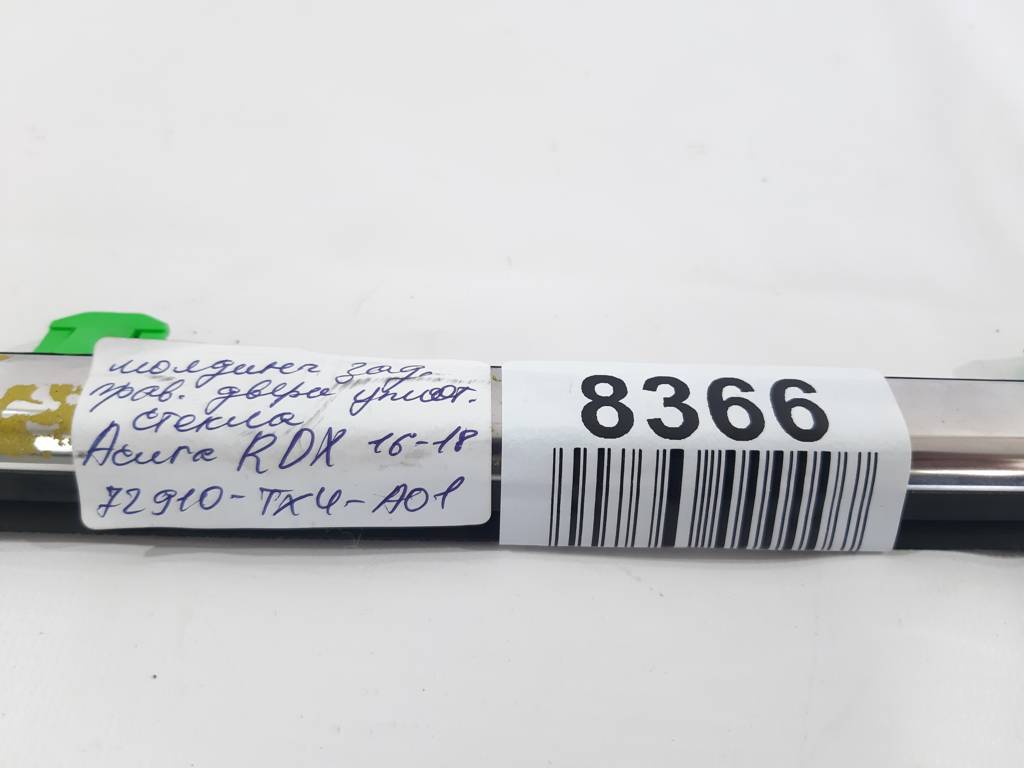 молдинг зад.
прав. двери уплот.
стекла
Acura RDX 16-18
72910-TX4-A01
8366